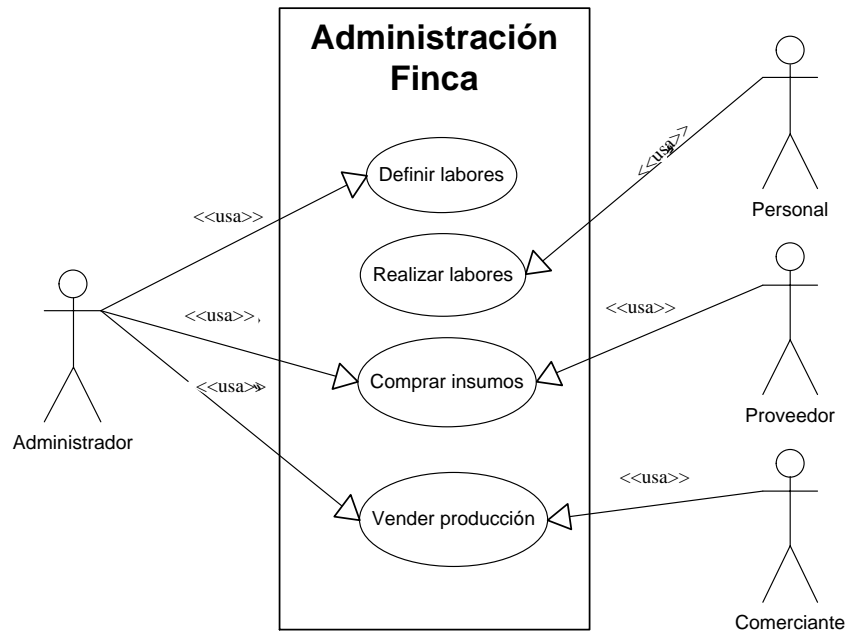 Administración
Finca
Definir labores
<<usa>>
<<usa>>
Personal
Realizar labores
<<usa>>
<<usa>>
Comprar insumos
<<usa>>
Proveedor
Administrador
<<usa>>
Vender producción
Comerciante